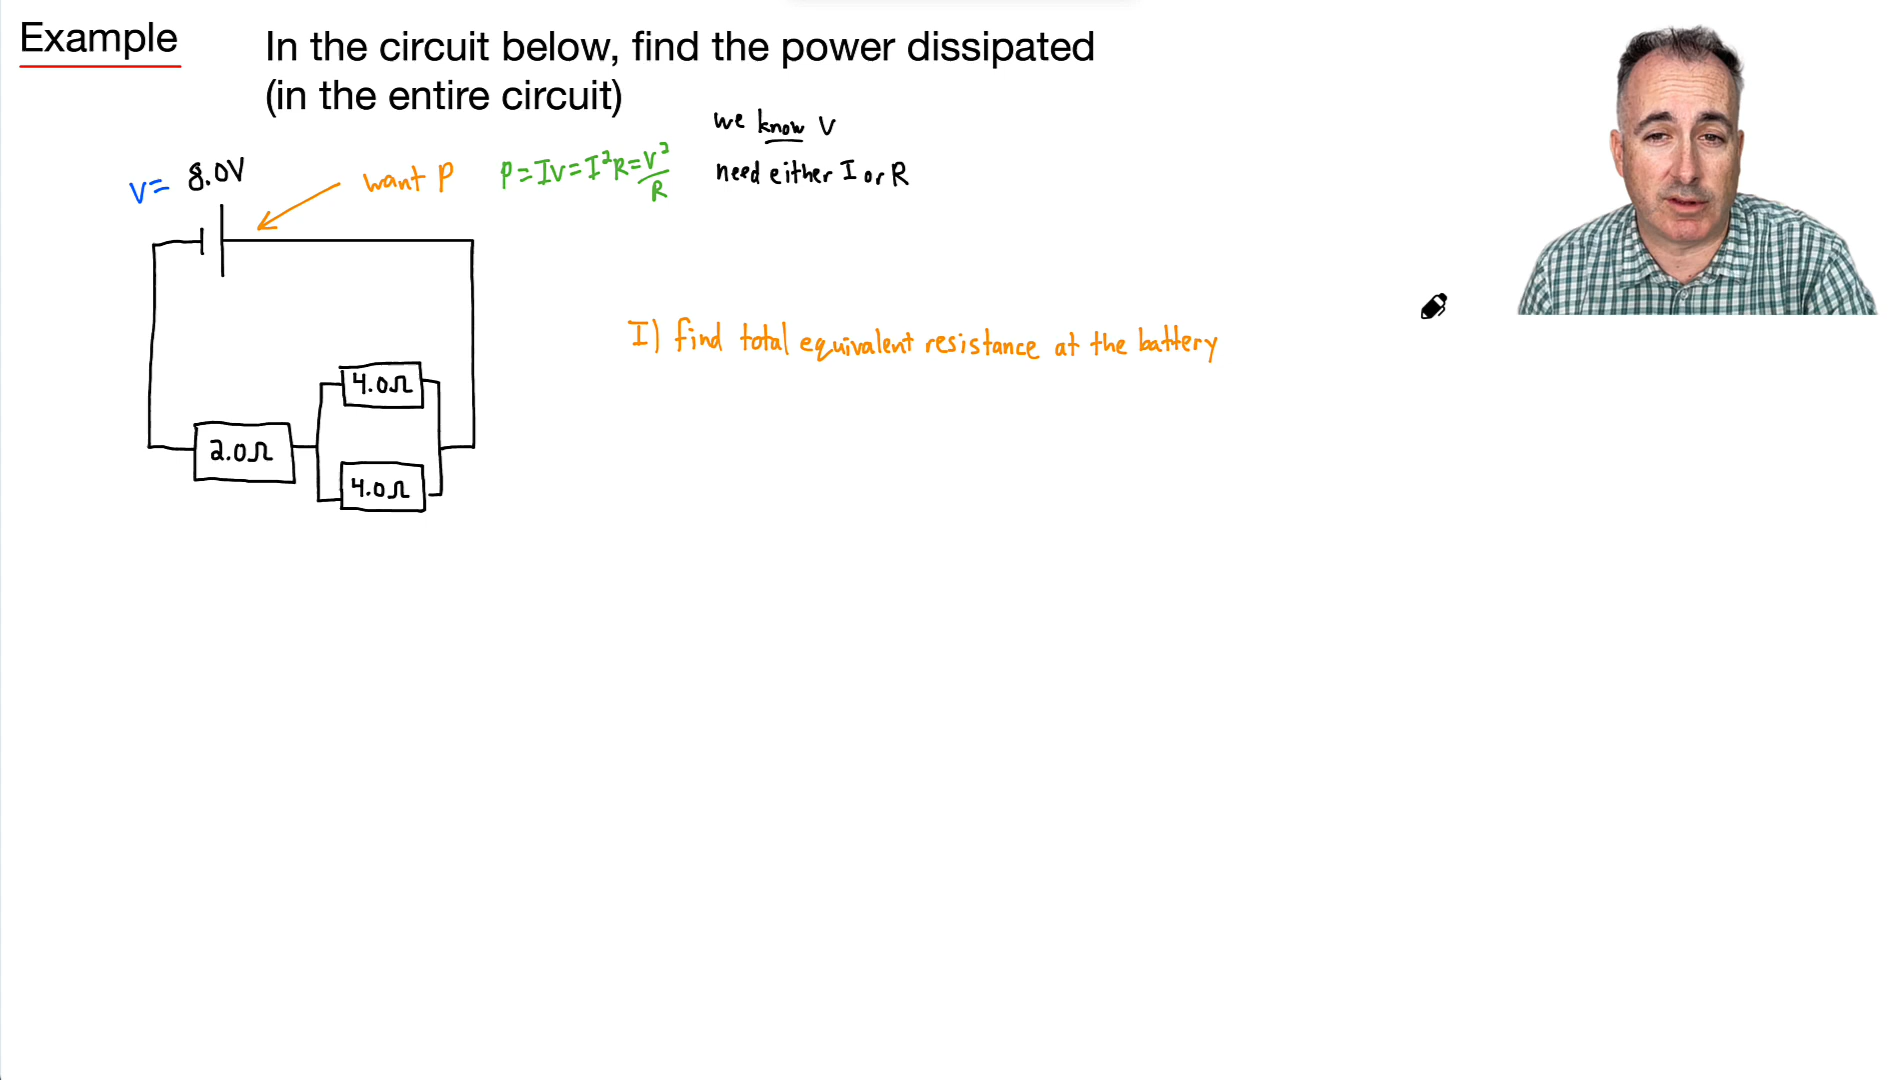 Example
In the circuit below, find the power dissipated
(in the entire circuit)
we know V
V= 8.0V
want P
P=IV=I²R=V²/R
need either I or R
I) find total equivalent resistance at the battery
4.0Ω
2.0Ω
4.0Ω